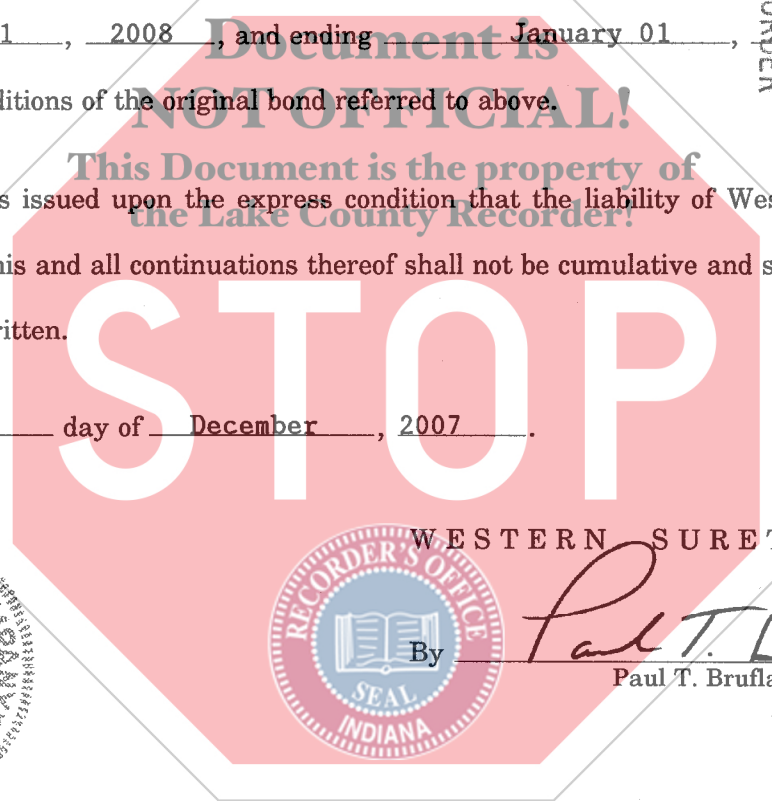 1, 2008, and ending January 01,
Document is
ditions of the original bond referred to above.
NOT OFFICIAL!
This Document is the property of
s issued upon the express condition that the liability of Wes
the Lake County Recorder!
his and all continuations thereof shall not be cumulative and s
ritten.
STOP
day of December, 2007.
WESTERN SURET
RECORDER'S OFFICE
SEAL
INDIANA
By Paul T.
Paul T. Brufla
ORDER